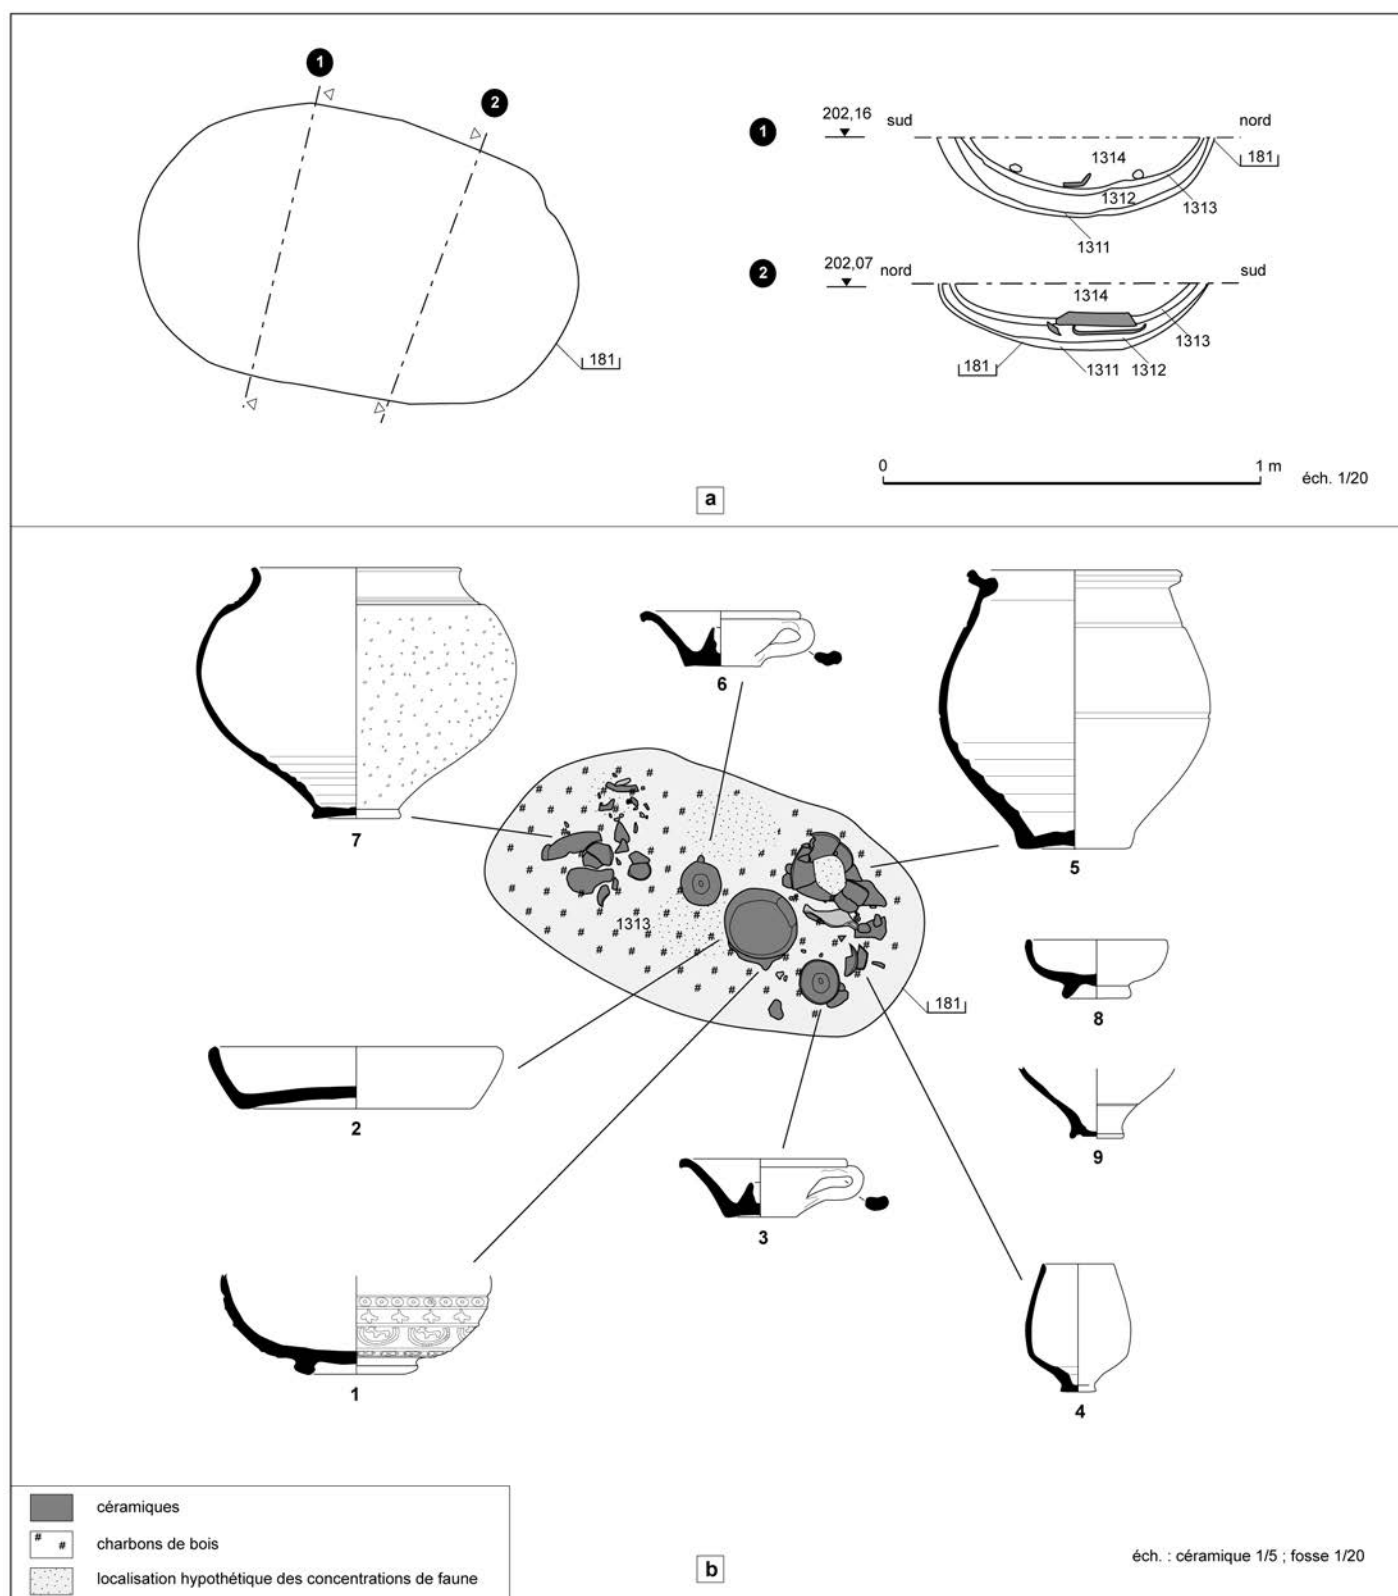 1
2
181
1
202,16 sud nord
1314
181
1312
1313
1311
2
202,07 nord sud
1314
1313
181
1311 1312
0 1 m
éch. 1/20
a
7
6
5
1313
181
8
2
9
3
1
4
céramiques
# # charbons de bois
localisation hypothétique des concentrations de faune
b
éch. : céramique 1/5 ; fosse 1/20